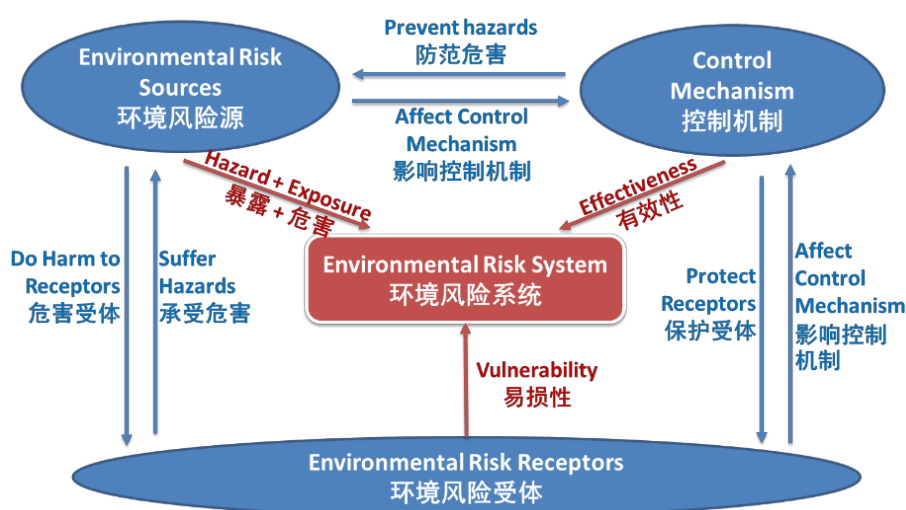 Prevent hazards
防范危害
Environmental Risk
Sources
环境风险源
Control
Mechanism
控制机制
Affect Control
Mechanism
影响控制机制
Hazard + Exposure
暴露 + 危害
Effectiveness
有效性
Environmental Risk System
环境风险系统
Do Harm to
Receptors
危害受体
Suffer
Hazards
承受危害
Protect
Receptors
保护受体
Affect
Control
Mechanism
影响控制
机制
Vulnerability
易损性
Environmental Risk Receptors
环境风险受体